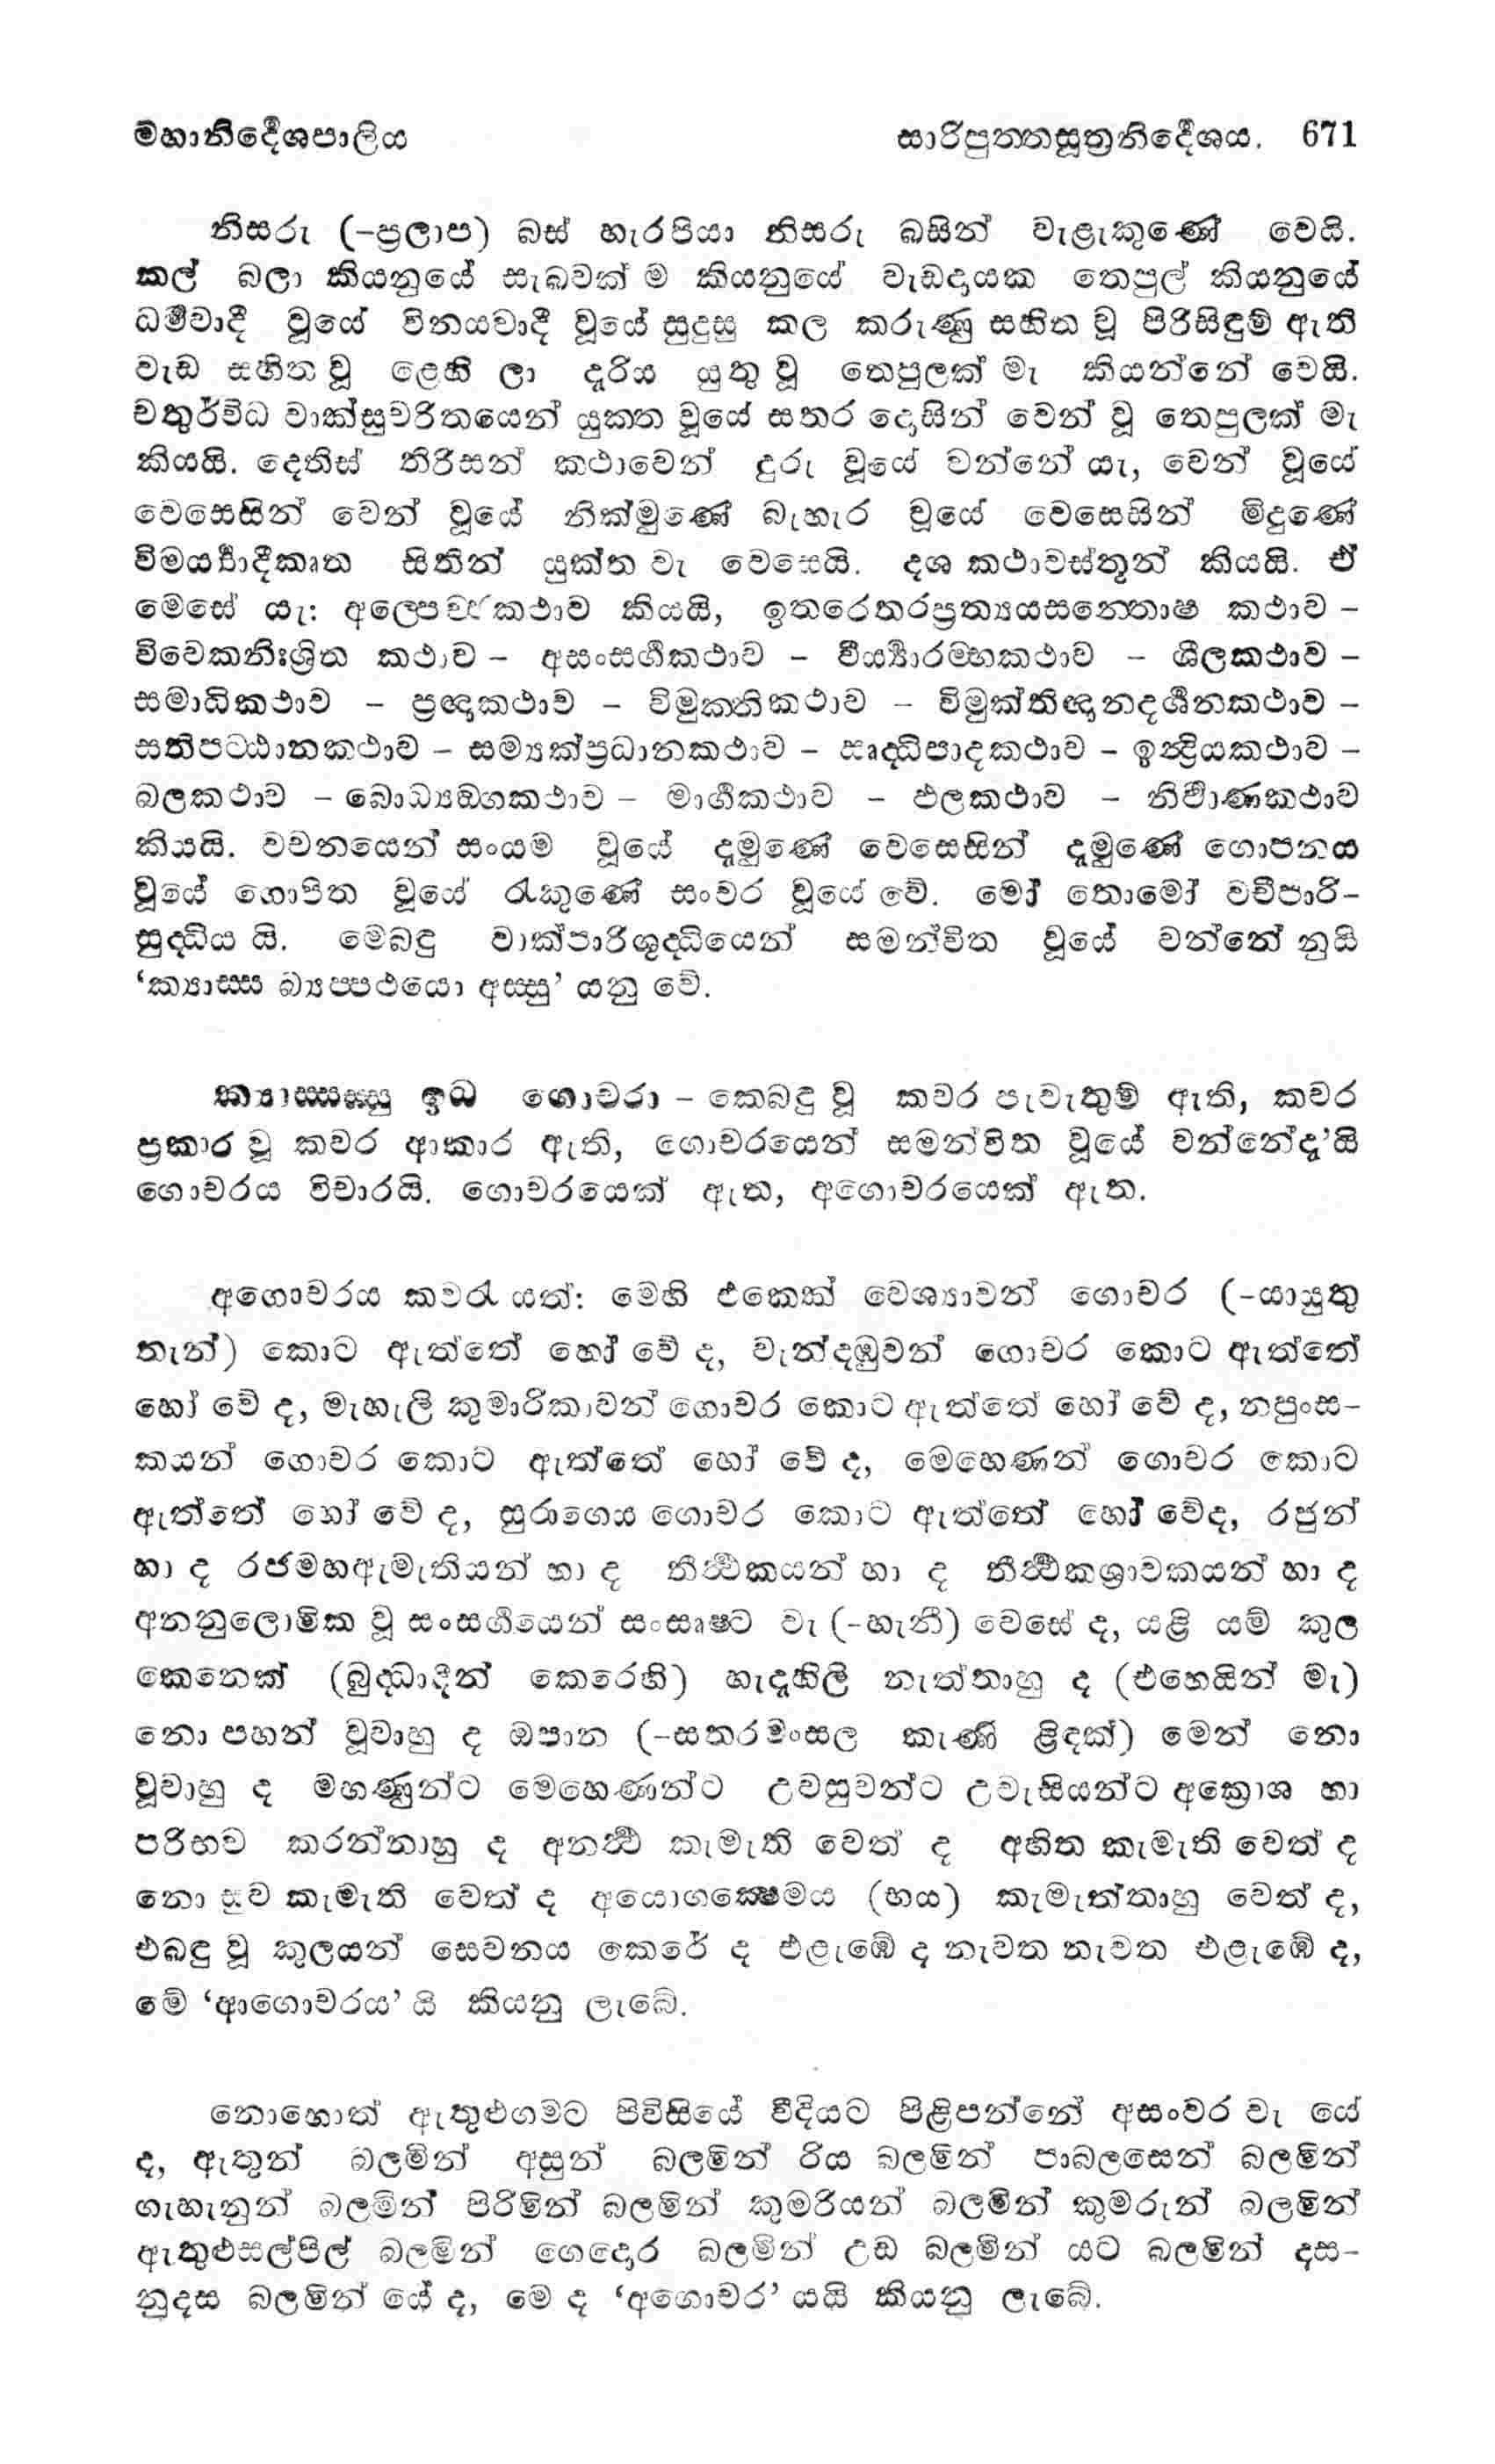 මහානිර්දේශපාලිය සාරිපුත්තසූත්‍රනිර්දේශය. 671
නිසරු (-ප්‍රලාප) බස් හැරපියා නිසරු බසින් වැළැකුණේ වෙයි.
කල් බලා කියනුයේ සැබවක් ම කියනුයේ වැඩදායක තෙපුල් කියනුයේ
ධර්මවාදී වූයේ විනයවාදී වූයේ සුදුසු කල කරුණු සහිත වූ පිරිසිඳුම් ඇති
වැඩ සහිත වූ ළෙහි ලා දැරිය යුතු වූ තෙපුලක් මැ කියන්නේ වෙයි.
චතුර්විධ වාක්සුචරිතයෙන් යුක්ත වූයේ සතර දොසින් වෙන් වූ තෙපුලක් මැ
කියයි. දෙතිස් තිරිසන් කථාවෙන් දුරු වූයේ වන්නේ යැ, වෙන් වූයේ
වෙසෙසින් වෙන් වූයේ නික්මුණේ බැහැර වූයේ වෙසෙසින් මිදුණේ
විමර්‍ය්‍යාදීකෘත සිතින් යුක්ත වැ වෙසෙයි. දශ කථාවස්තූන් කියයි. ඒ
මෙසේ යැ: අල්පෙච්ඡකථාව කියයි, ඉතරෙතරප්‍රත්‍යයසන්තොෂ කථාව -
විවෙකනිඃශ්‍රිත කථාව - අසංසර්ගකථාව - වීර්‍ය්‍යාරම්භකථාව - ශීලකථාව -
සමාධිකථාව - ප්‍රඥාකථාව - විමුක්තිකථාව - විමුක්තිඥානදර්ශනකථාව -
සතිපට්ඨානකථාව - සම්‍යක්ප්‍රධානකථාව - ඍද්ධිපාදකථාව - ඉන්ද්‍රියකථාව -
බලකථාව - බොධ්‍යඞ්ගකථාව - මාර්ගකථාව - ඵලකථාව - නිර්වාණකථාව
කියයි. වචනයෙන් සංයම වූයේ දැමුණේ වෙසෙසින් දැමුණේ ගොපනය
වූයේ ගොපිත වූයේ රැකුණේ සංවර වූයේ වේ. මෝ තොමෝ වචීපාරි-
සුද්ධිය යි. මෙබඳු වාක්පාරිශුද්ධියෙන් සමන්විත වූයේ වන්නේ නුයි
‘ක්‍යාස්ස බ්‍යප්පථයො අස්සු’ යනු වේ.
ක්‍යාස්සස්සු ඉධ ගොචරා - කෙබඳු වූ කවර පැවැතුම් ඇති, කවර
ප්‍රකාර වූ කවර ආකාර ඇති, ගොචරයෙන් සමන්විත වූයේ වන්නේදැ’යි
ගොචරය විචාරයි. ගොචරයෙක් ඇත, අගොචරයෙක් ඇත.
අගොචරය කවරැ යත්: මෙහි එකෙක් වෙශ්‍යාවන් ගොචර (-යායුතු
තැන්) කොට ඇත්තේ හෝ වේ ද, වැන්දඹුවන් ගොචර කොට ඇත්තේ
හෝ වේ ද, මැහැලි කුමාරිකාවන් ගොචර කොට ඇත්තේ හෝ වේ ද, නපුංස-
කයන් ගොචර කොට ඇත්තේ හෝ වේ ද, මෙහෙණන් ගොචර කොට
ඇත්තේ හෝ වේ ද, සුරාගෙය ගොචර කොට ඇත්තේ හෝ වේද, රජුන්
හා ද රජමහඇමැතියන් හා ද තීර්ත්‍ථකයන් හා ද තීර්ත්‍ථකශ්‍රාවකයන් හා ද
අනනුලොමික වූ සංසර්ගයෙන් සංසෘෂ්ට වැ (-හැනී) වෙසේ ද, යළි යම් කුල
කෙනෙක් (බුද්ධාදීන් කෙරෙහි) හැදැහිලි නැත්තාහු ද (එහෙයින් මැ)
නො පහන් වූවාහු ද ඔපාන (-සතරමංසල කැණි ළිඳක්) මෙන් නො
වූවාහු ද මහණුන්ට මෙහෙණන්ට උවසුවන්ට උවැසියන්ට අක්‍රොශ හා
පරිභව කරන්නාහු ද අනර්ත්‍ථ කැමැති වෙත් ද අහිත කැමැති වෙත් ද
නො සුව කැමැති වෙත් ද අයොගක්ෂෙමය (භය) කැමැත්තාහු වෙත් ද,
එබඳු වූ කුලයන් සෙවනය කෙරේ ද එළැඹේ ද නැවත නැවත එළැඹේ ද,
මේ ‘ආගොචරය’ යි කියනු ලැබේ.
නොහොත් ඇතුළුගමට පිවිසියේ වීදියට පිළිපන්නේ අසංවර වැ යේ
ද, ඇතුන් බලමින් අසුන් බලමින් රිය බලමින් පාබලසෙන් බලමින්
ගැහැනුන් බලමින් පිරිමින් බලමින් කුමරියන් බලමින් කුමරුන් බලමින්
ඇතුළුසල්පිල් බලමින් ගෙදොර බලමින් උඩ බලමින් යට බලමින් දස-
නුදස බලමින් යේ ද, මෙ ද ‘අගොචර’ යයි කියනු ලැබේ.